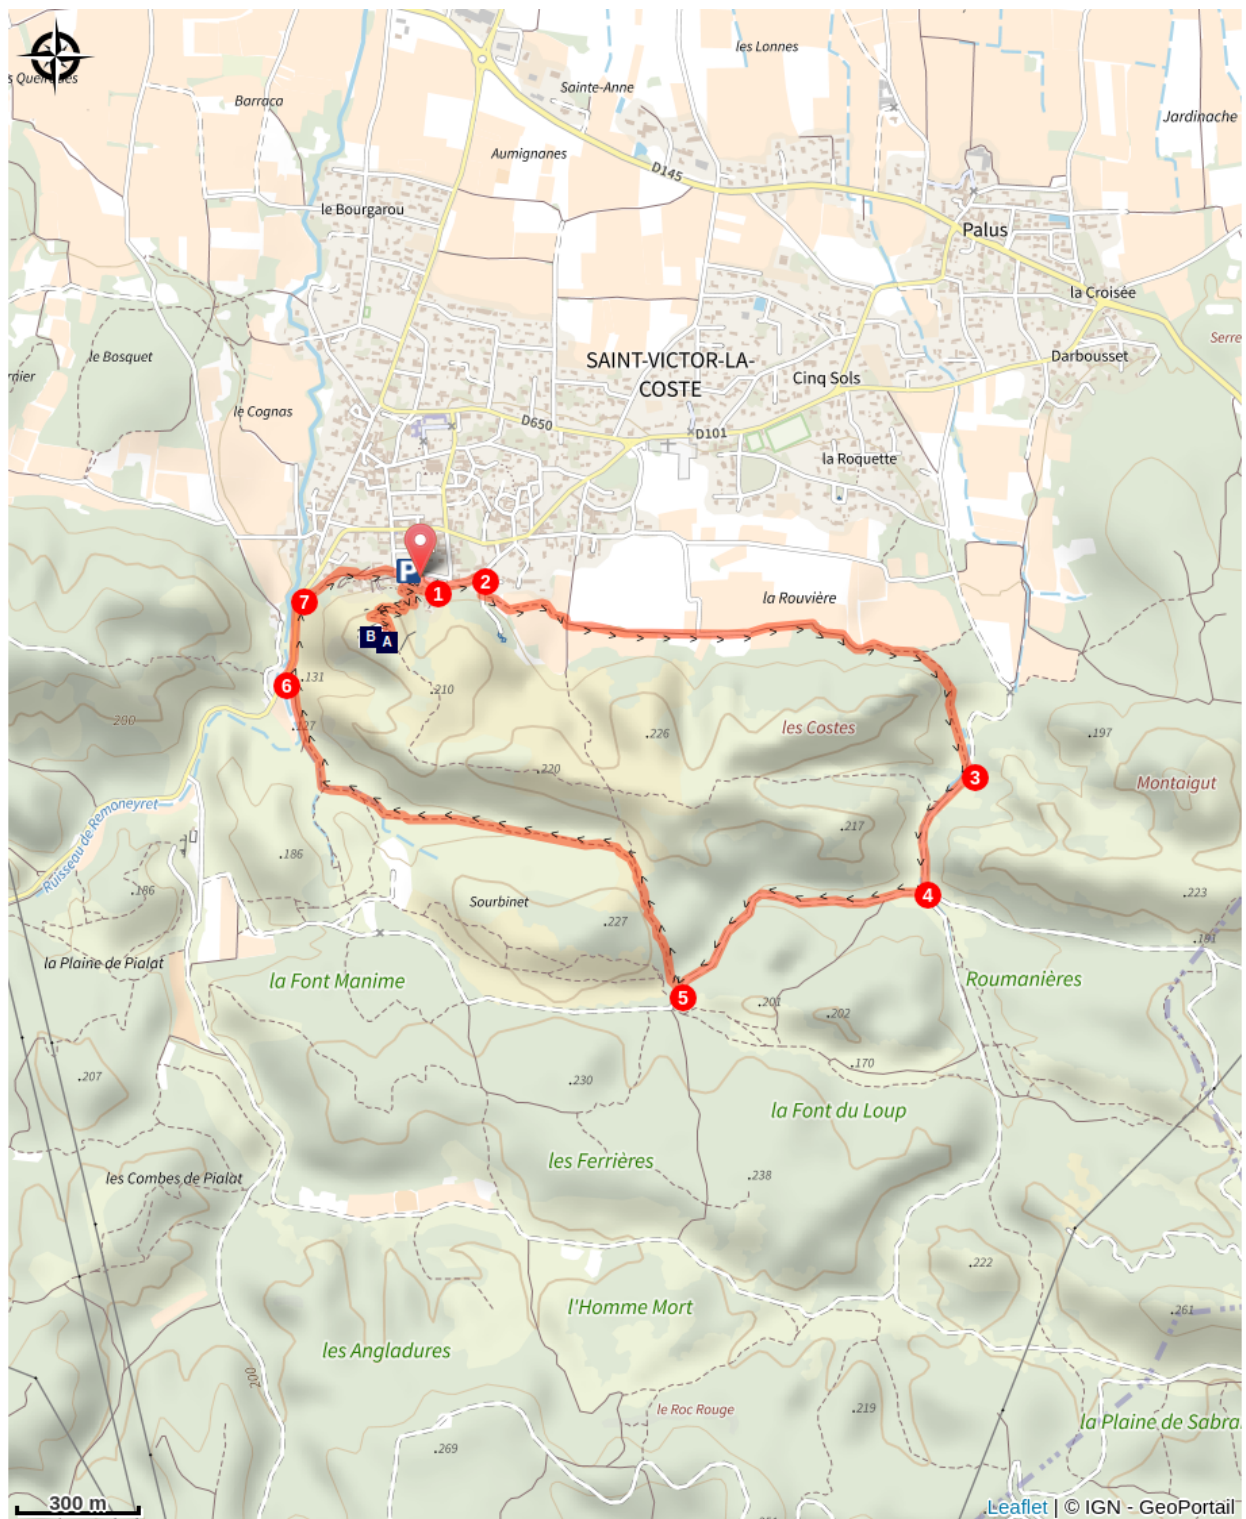 les Lonnes
Sainte-Anne
Barraca
Jardinache
Aumignanes
D145
le Bourgarou
Palus
la Croisée
Serre
le Bosquet
SAINT-VICTOR-LA-
COSTE
Darbousset
Cinq Sols
le Cognas
D650
D101
la Roquette
P
1
2
7
la Rouvière
B
A
6
.131
.210
280
.127
.226
les Costes
.197
.220
3
Montaigut
Ruisseau de Remoneyret
.217
.186
.186
4
.223
Sourbinet
.227
.191
la Plaine de Pialat
la Font Manime
Roumanières
5
.201
.202
.170
.207
.230
la Font du Loup
les Ferrières
les Combes de Pialat
.238
.222
l'Homme Mort
.261
les Angladures
200
le Roc Rouge
.219
la Plaine de Sabra
.269
300 m
Leaflet | © IGN - GeoPortail